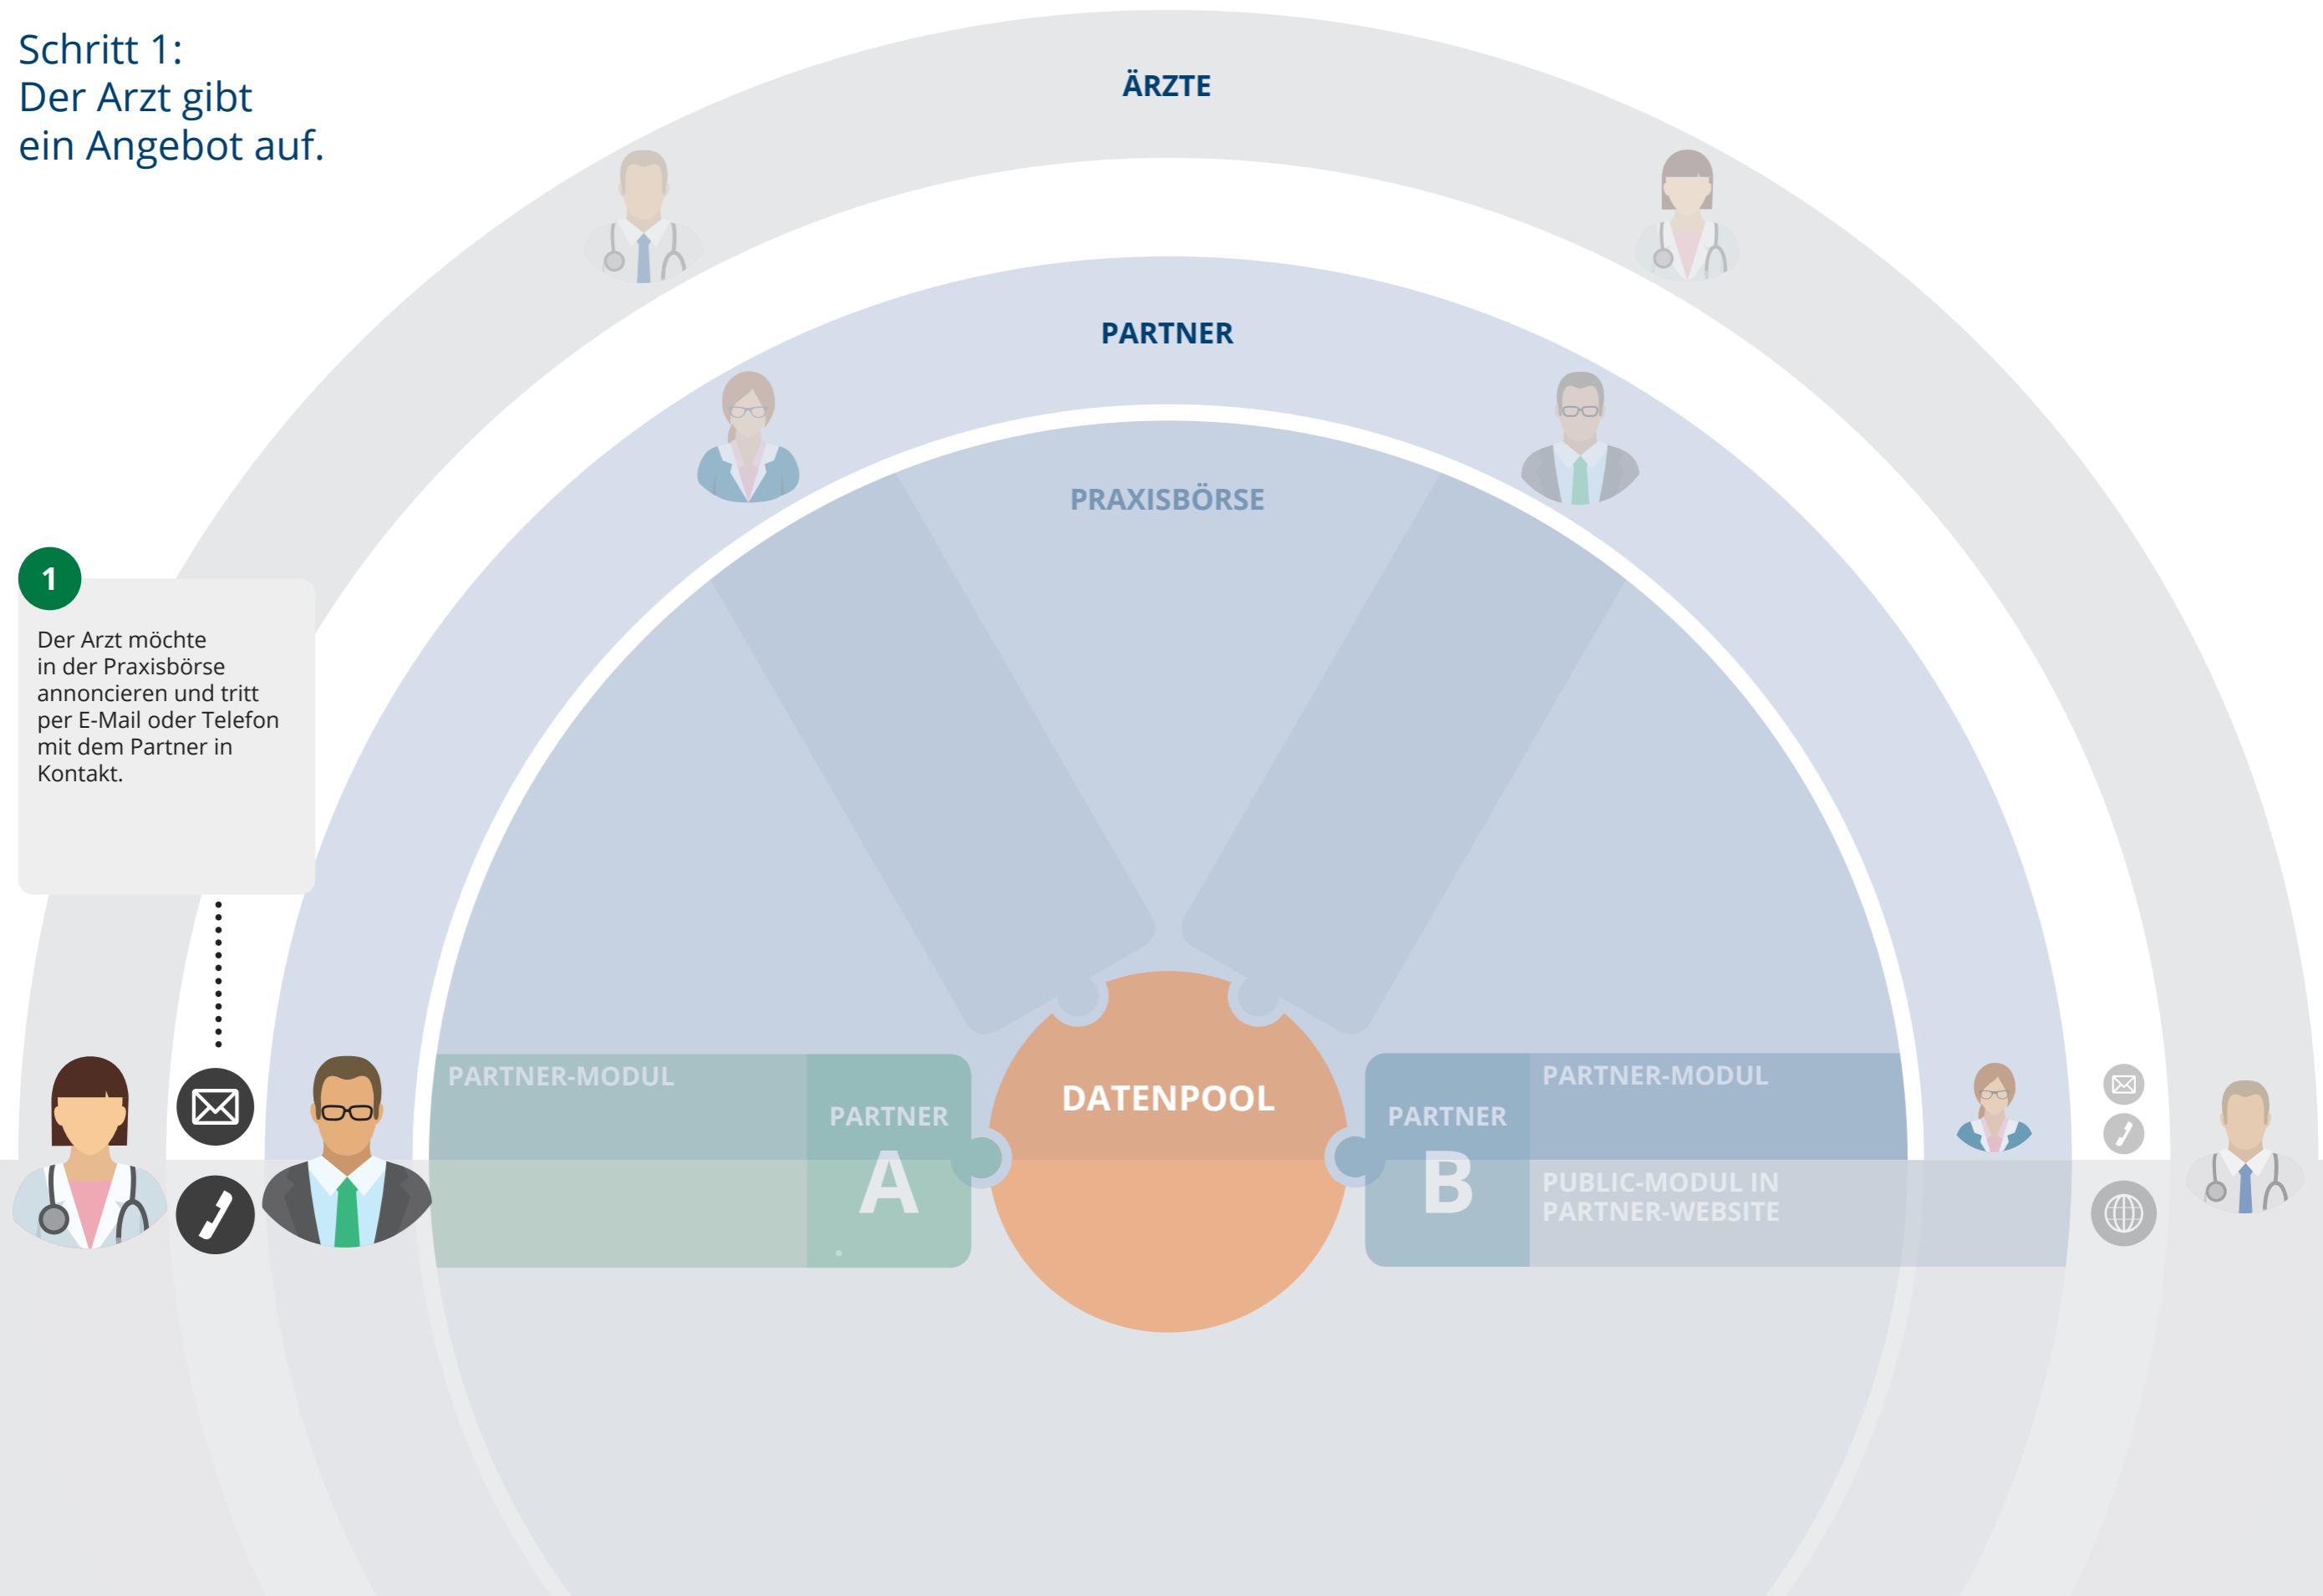 Schritt 1:
Der Arzt gibt
ein Angebot auf.
ÄRZTE
PARTNER
PRAXISBÖRSE
1
Der Arzt möchte
in der Praxisbörse
annoncieren und tritt
per E-Mail oder Telefon
mit dem Partner in
Kontakt.
PARTNER-MODUL
PARTNER
A
DATENPOOL
PARTNER
B
PARTNER-MODUL
PUBLIC-MODUL IN
PARTNER-WEBSITE